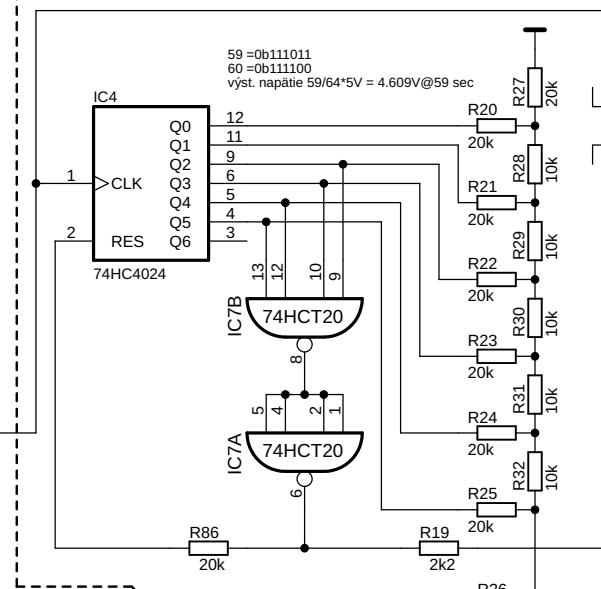 59 =0b111011
60 =0b111100
výst. napätie 59/64*5V = 4.609V@59 sec
IC4
R27
20k
Q0 12 R20
20k
Q1 11
Q2 9 R28
10k
1 CLK Q3 6 R21
20k
Q4 5
Q5 4 R29
10k
2 RES Q6 3
74HC4024
13 12 10 9
R22
20k
IC7B
74HCT20
R30
10k
8
R23
20k
R31
10k
5 4 2 1
IC7A
74HCT20
R24
20k
R32
10k
6
R25
20k
R86
20k
R19
2k2